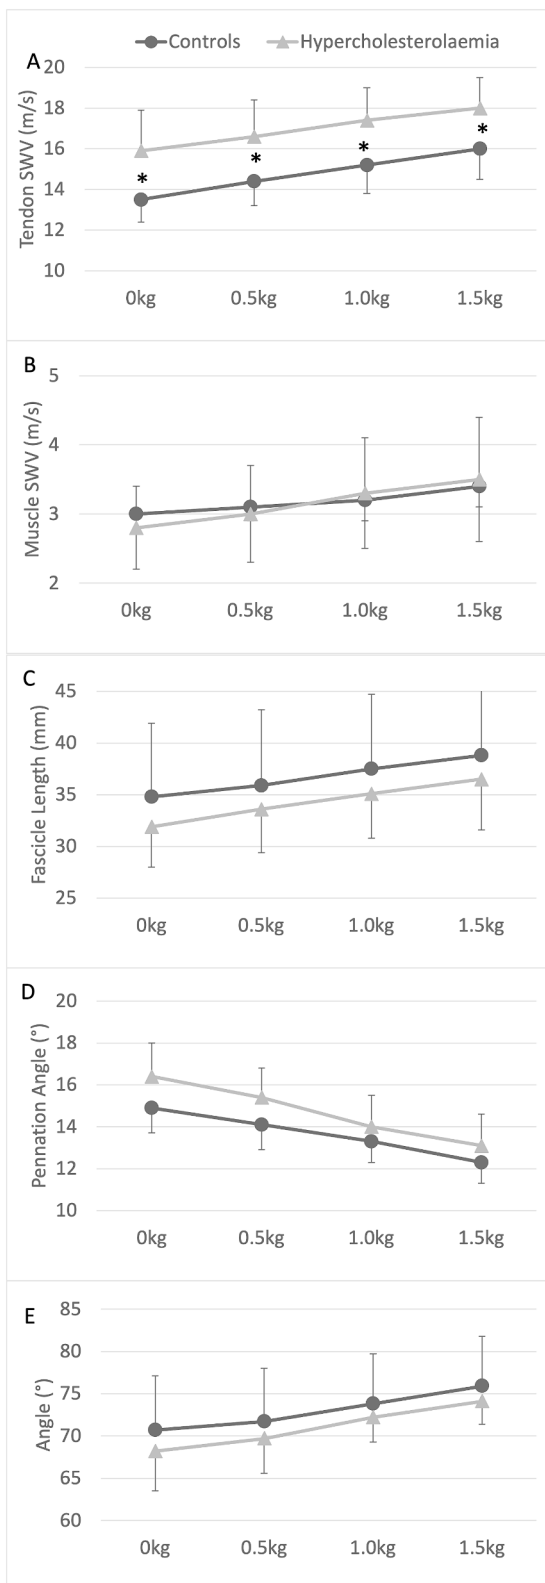 Controls Hypercholesterolaemia
A
Tendon SWV (m/s)
20
18
16
14
12
10
* * * *
0kg 0.5kg 1.0kg 1.5kg
B
Muscle SWV (m/s)
5
4
3
2
0kg 0.5kg 1.0kg 1.5kg
C
Fascicle Length (mm)
45
40
35
30
25
0kg 0.5kg 1.0kg 1.5kg
D
Pennation Angle (°)
20
18
16
14
12
10
0kg 0.5kg 1.0kg 1.5kg
E
Angle (°)
85
80
75
70
65
60
0kg 0.5kg 1.0kg 1.5kg